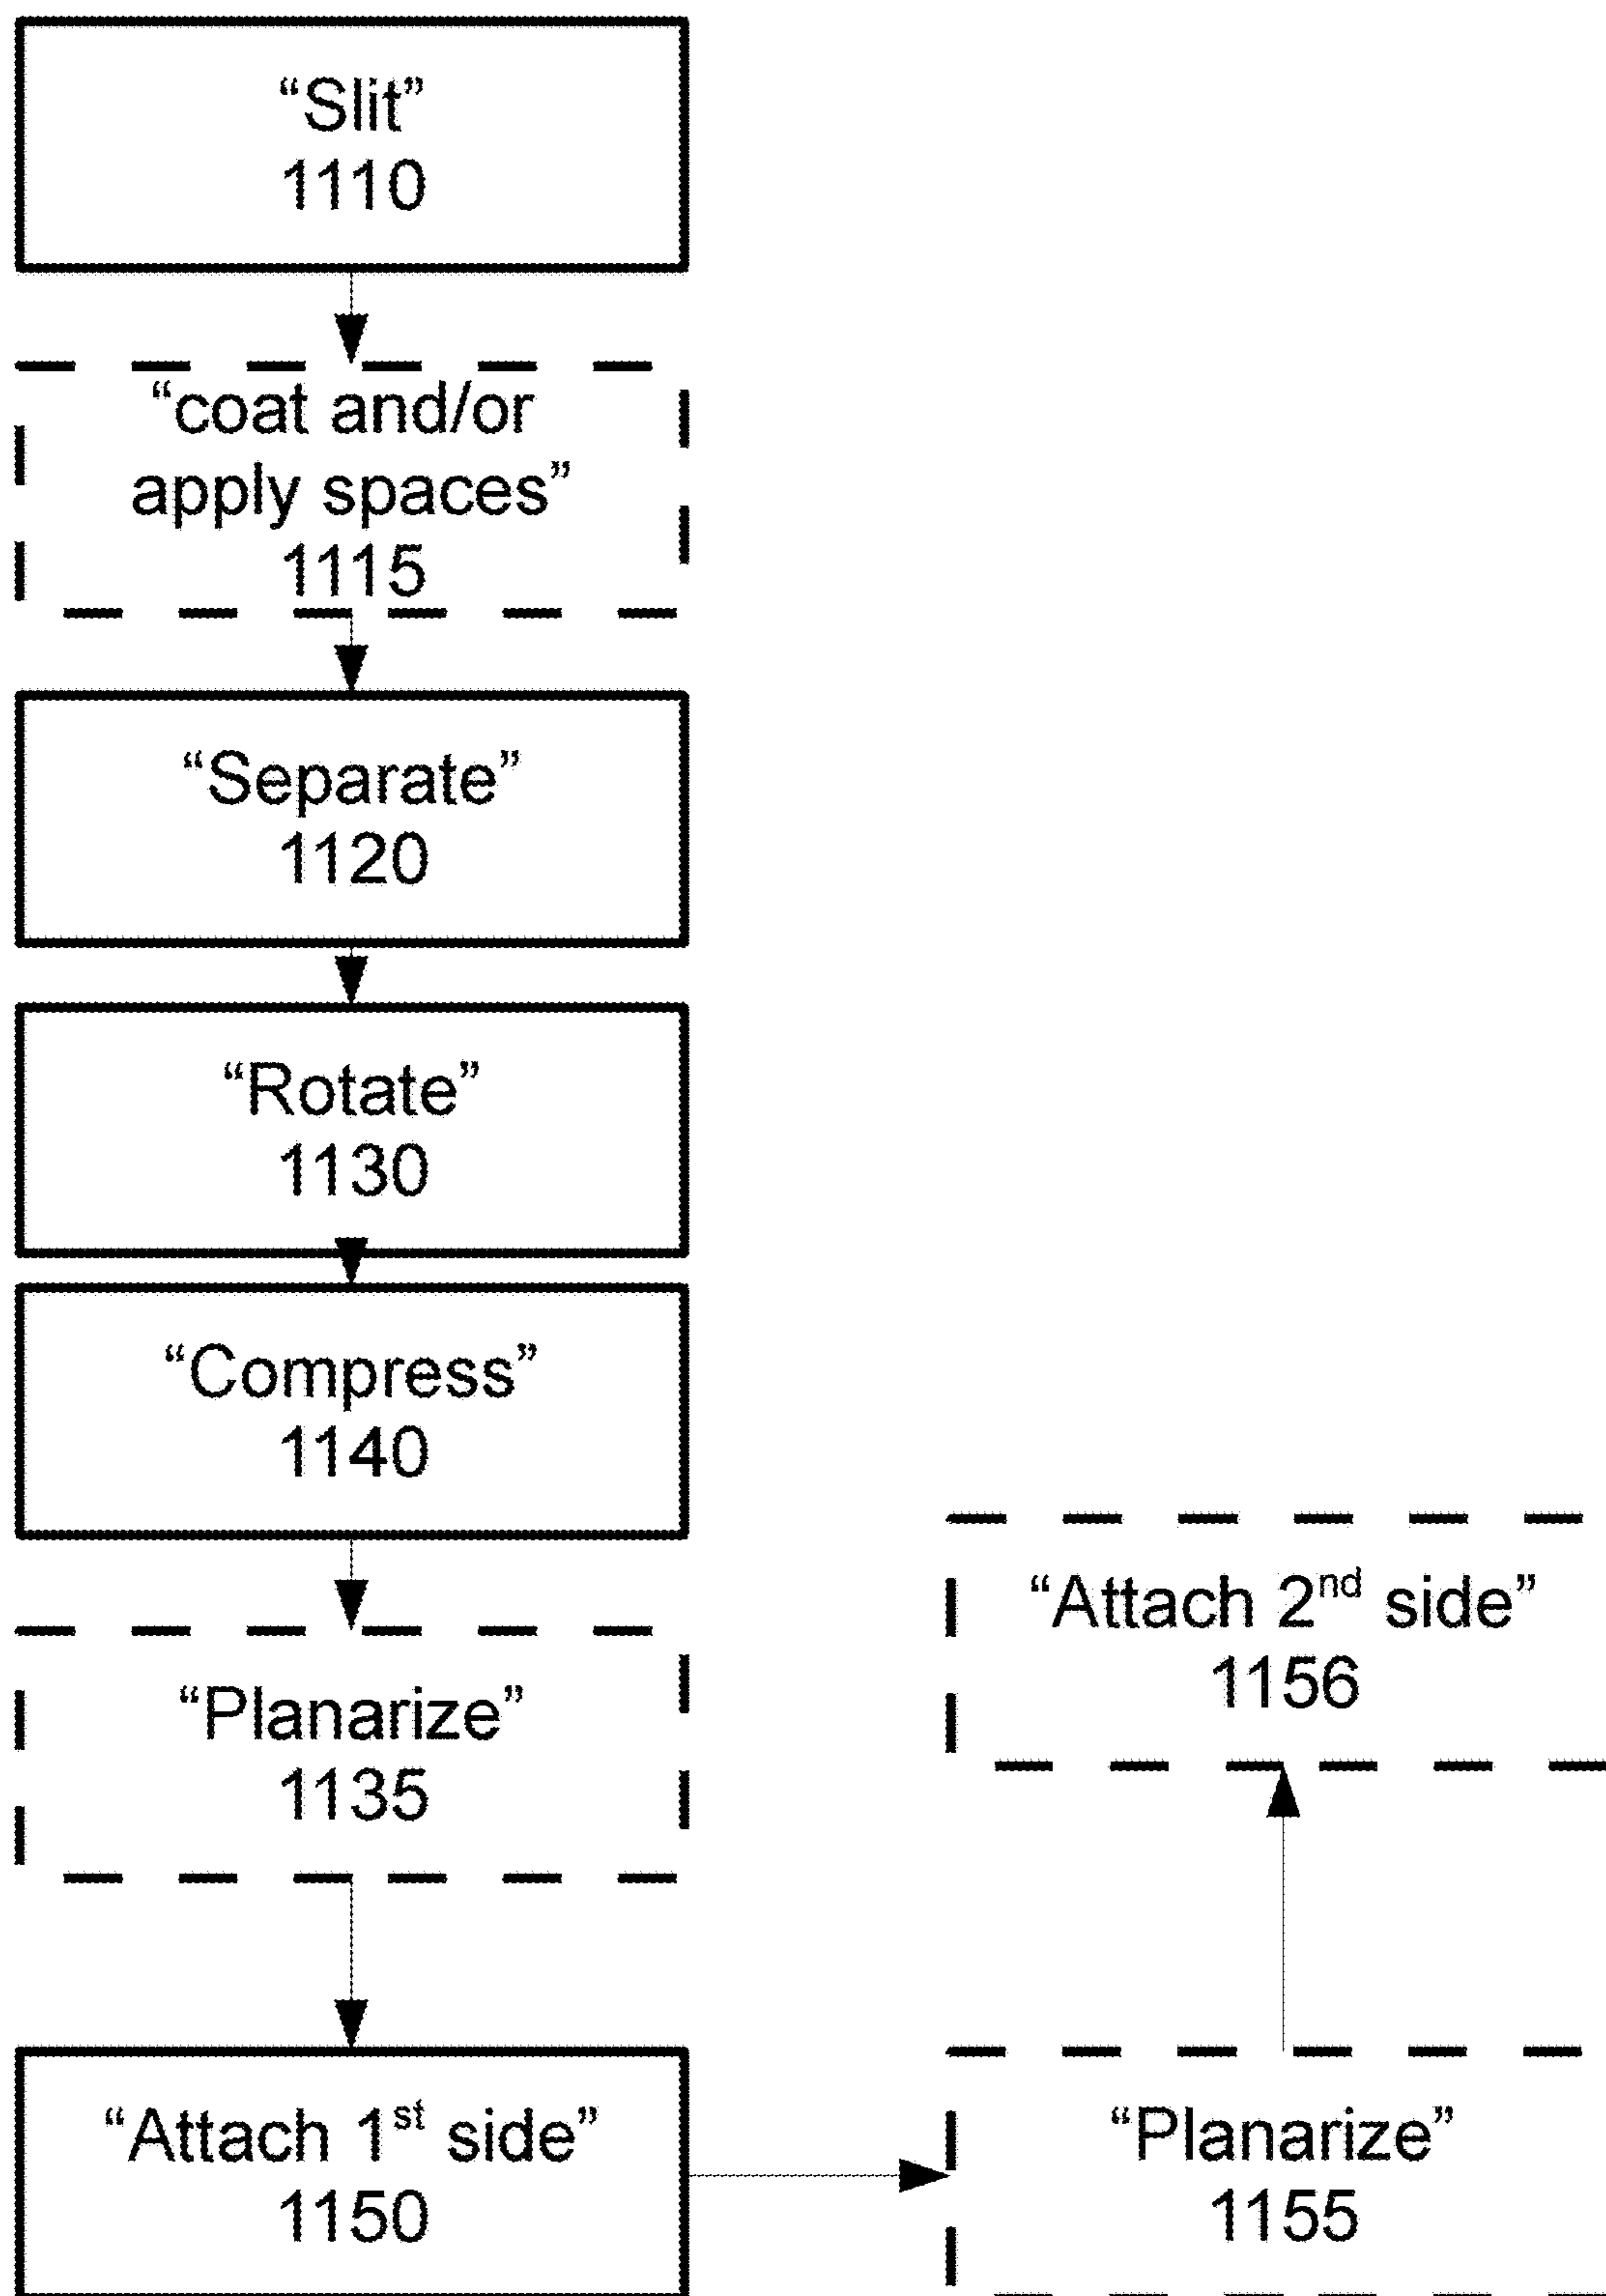 “Slit”
1110
“coat and/or
apply spaces”
1115
“Separate”
1120
“Rotate”
1130
“Compress”
1140
“Planarize”
1135
“Attach 1st side”
1150
“Planarize”
1155
“Attach 2nd side”
1156